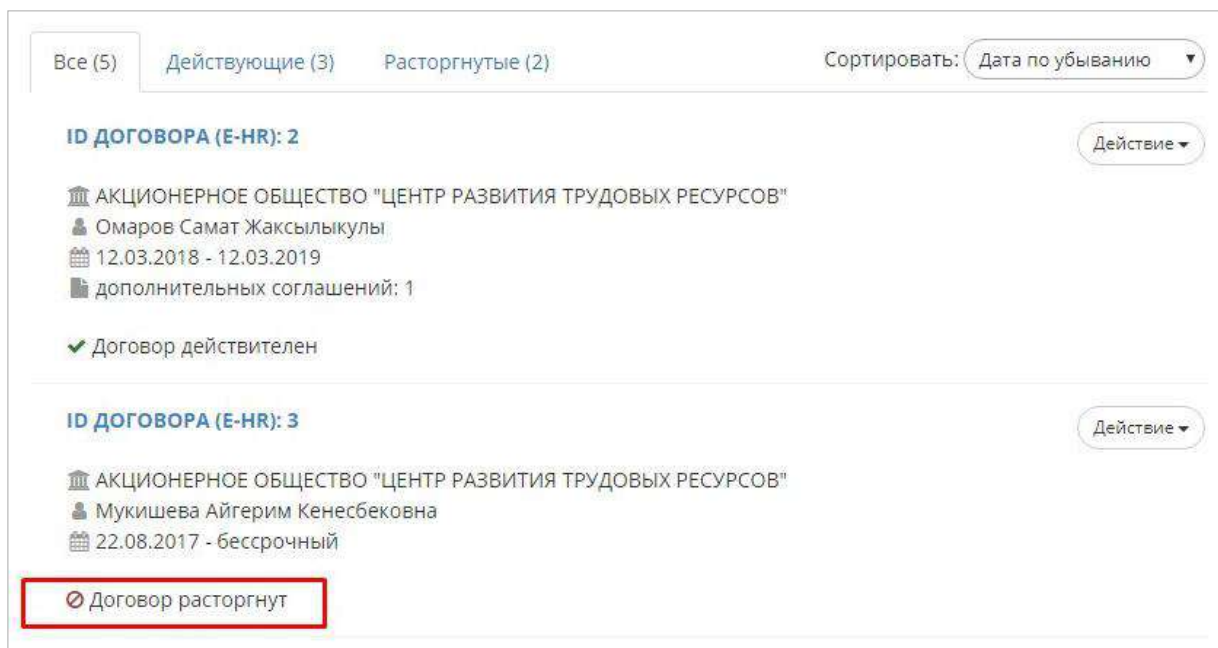 Все (5) Действующие (3) Расторгнутые (2) Сортировать: Дата по убыванию
ID ДОГОВОРА (E-HR): 2 Действие
АКЦИОНЕРНОЕ ОБЩЕСТВО "ЦЕНТР РАЗВИТИЯ ТРУДОВЫХ РЕСУРСОВ"
Омаров Самат Жаксылыкулы
12.03.2018 - 12.03.2019
дополнительных соглашений: 1
Договор действителен
ID ДОГОВОРА (E-HR): 3 Действие
АКЦИОНЕРНОЕ ОБЩЕСТВО "ЦЕНТР РАЗВИТИЯ ТРУДОВЫХ РЕСУРСОВ"
Мукишева Айгерим Кенесбековна
22.08.2017 - бессрочный
Договор расторгнут